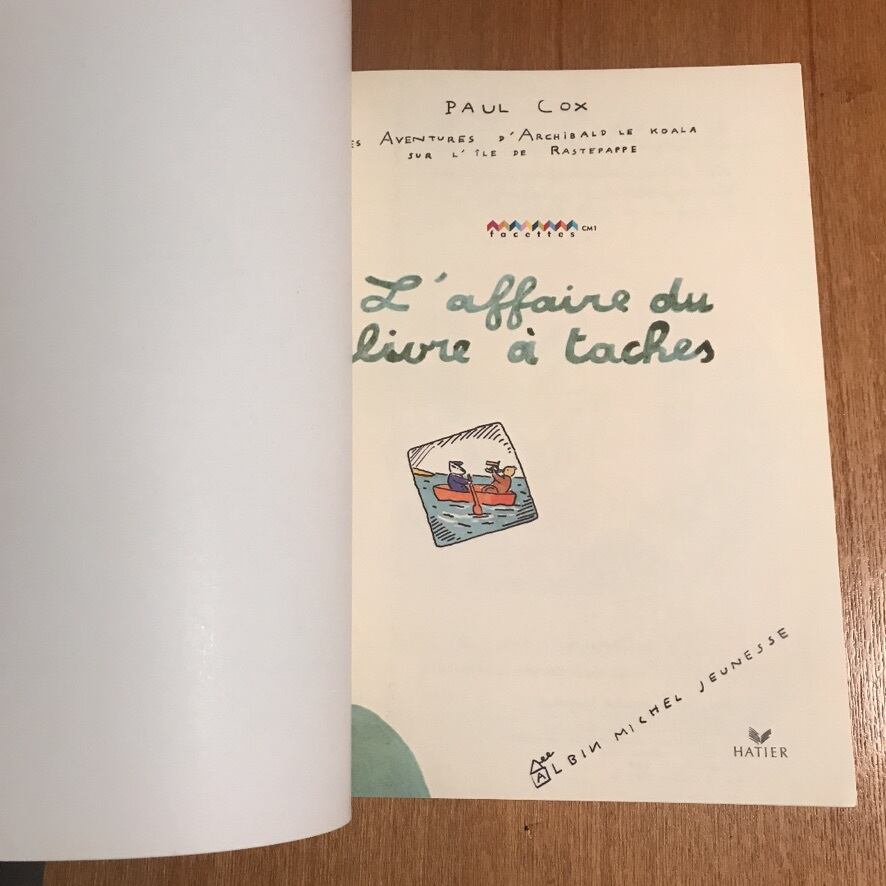 PAUL COX
ES AVENTURES D'ARCHIBALD LE KOALA
SUR L'ÎLE DE RASTEPAPPE
facettes CM1
L'affaire du
livre à taches
ALBIN MICHEL JEUNESSE
HATIER